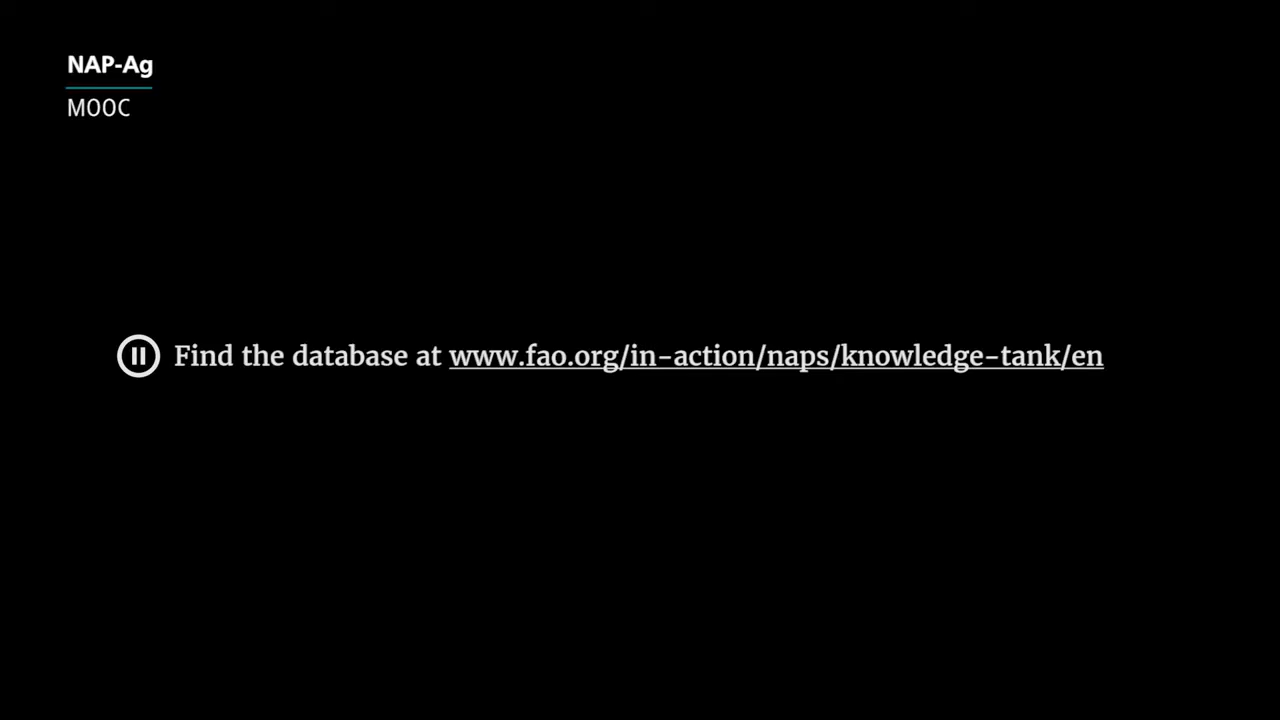 NAP-Ag
MOOC
Find the database at www.fao.org/in-action/naps/knowledge-tank/en